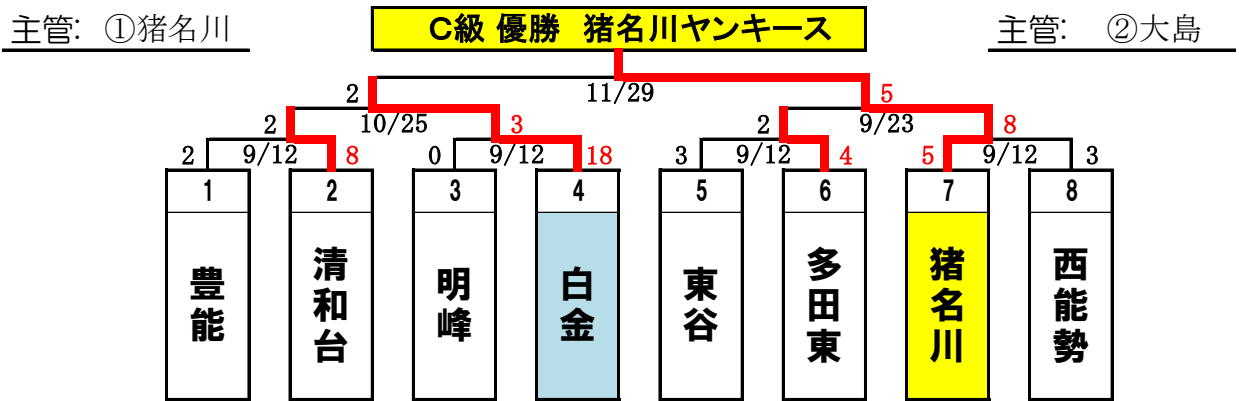 主管: ①猪名川
C級 優勝 猪名川ヤンキース
主管: ②大島
2 11/29 5
2 10/25 3 2 9/23 8
2 9/12 8 0 9/12 18 3 9/12 4 5 9/12 3
1 2 3 4 5 6 7 8
豊能
清和台
明峰
白金
東谷
多田東
猪名川
西能勢